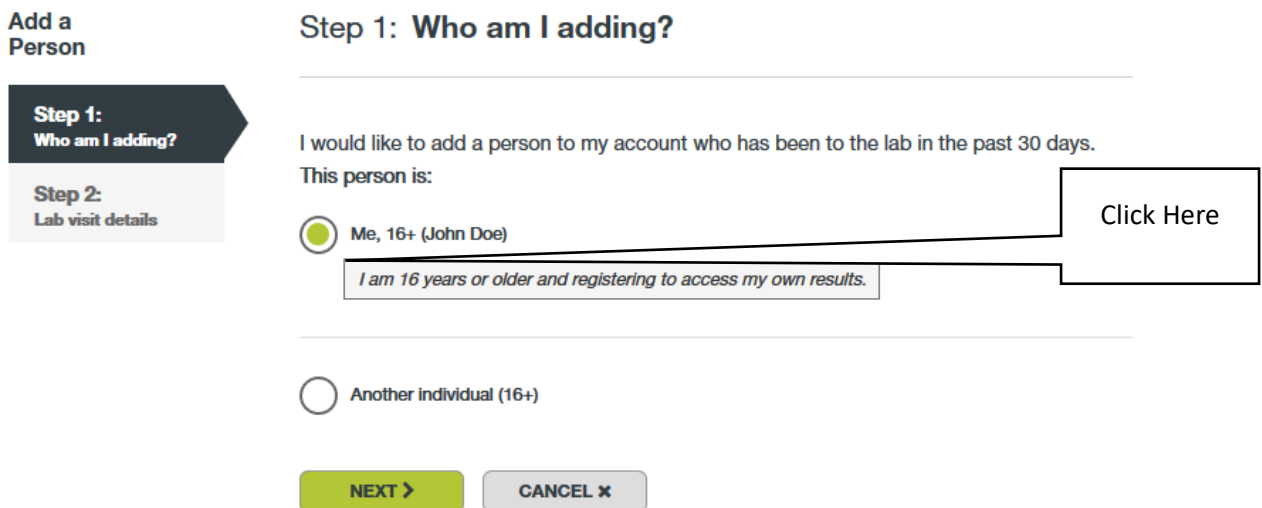 Add a
Person
Step 1:
Who am I adding?
Step 2:
Lab visit details
Step 1: Who am I adding?
I would like to add a person to my account who has been to the lab in the past 30 days.
This person is:
Me, 16+ (John Doe)
I am 16 years or older and registering to access my own results.
Click Here
Another individual (16+)
NEXT
CANCEL